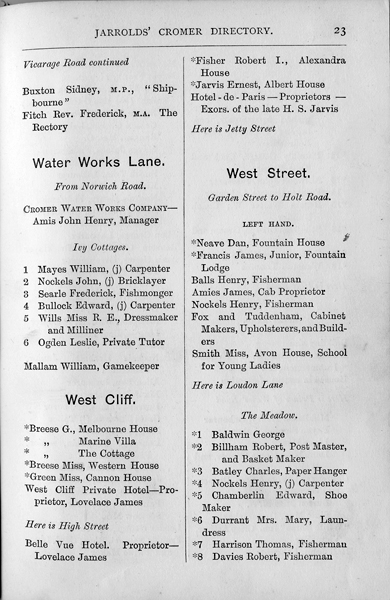 JARROLDS' CROMER DIRECTORY. 23
Vicarage Road continued
Buxton Sidney, M.P., "Ship-
bourne"
Fitch Rev. Frederick, M.A. The
Rectory
Water Works Lane.
From Norwich Road.
CROMER WATER WORKS COMPANY—
Amis John Henry, Manager
Ivy Cottages.
1 Mayes William, (j) Carpenter
2 Nockels John, (j) Bricklayer
3 Searle Frederick, Fishmonger
4 Bullock Edward, (j) Carpenter
5 Wills Miss R. E., Dressmaker
and Milliner
6 Ogden Leslie, Private Tutor
Mallam William, Gamekeeper
West Cliff.
*Breese G., Melbourne House
* „ Marine Villa
* „ The Cottage
*Breese Miss, Western House
*Green Miss, Cannon House
West Cliff Private Hotel—Pro-
prietor, Lovelace James
Here is High Street
Belle Vue Hotel. Proprietor—
Lovelace James
*Fisher Robert I., Alexandra
House
*Jarvis Ernest, Albert House
Hotel-de-Paris—Proprietors—
Exors. of the late H. S. Jarvis
Here is Jetty Street
West Street.
Garden Street to Holt Road.
LEFT HAND.
*Neave Dan, Fountain House
*Francis James, Junior, Fountain
Lodge
Balls Henry, Fisherman
Amies James, Cab Proprietor
Nockels Henry, Fisherman
Fox and Tuddenham, Cabinet
Makers, Upholsterers, and Build-
ers
Smith Miss, Avon House, School
for Young Ladies
Here is Loudon Lane
The Meadow.
*1 Baldwin George
*2 Billham Robert, Post Master,
and Basket Maker
*3 Batley Charles, Paper Hanger
*4 Nockels Henry, (j) Carpenter
*5 Chamberlin Edward, Shoe
Maker
*6 Durrant Mrs. Mary, Laun-
dress
*7 Harrison Thomas, Fisherman
*8 Davies Robert, Fisherman